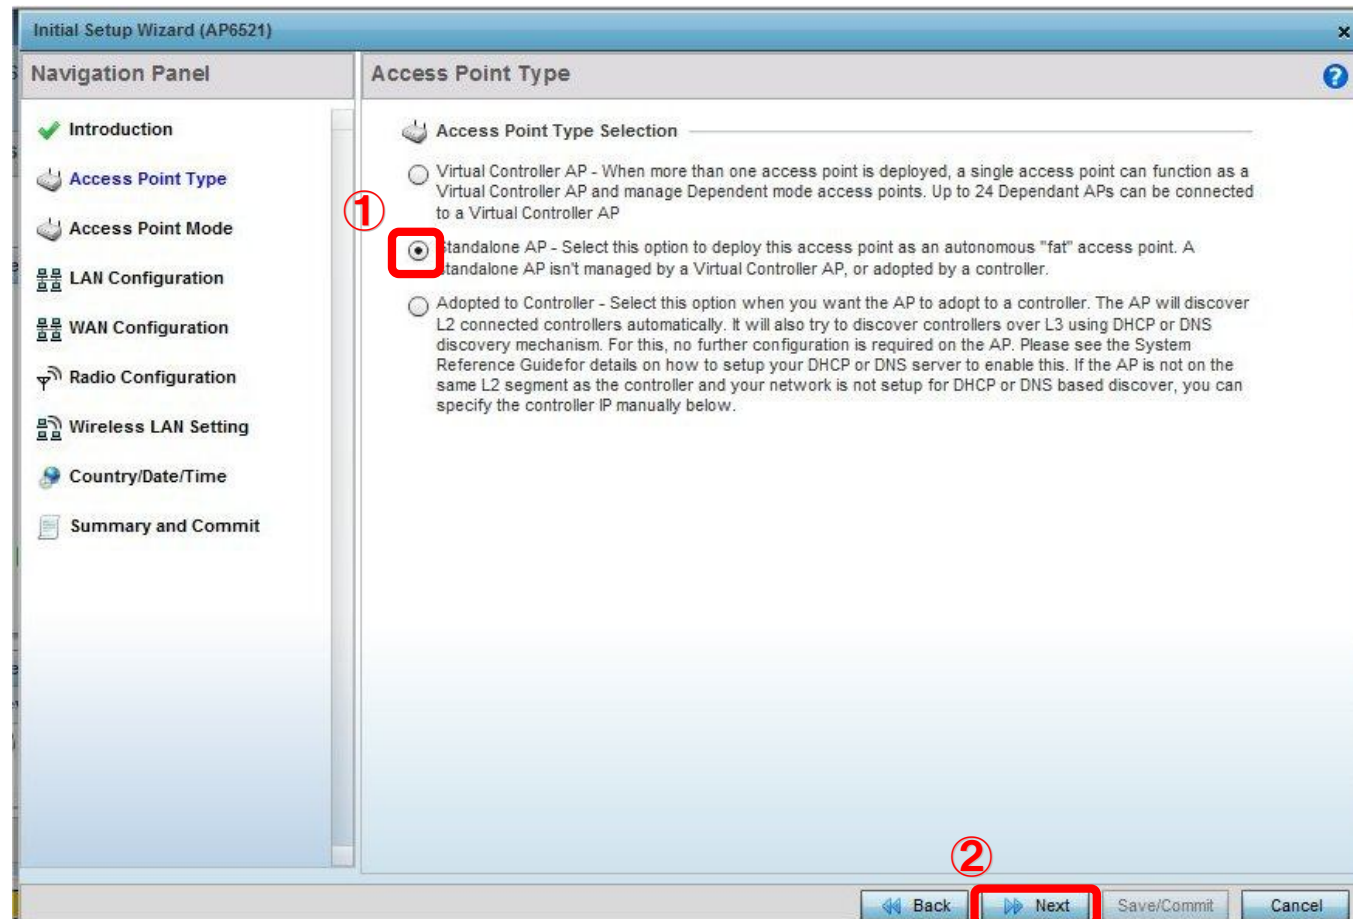 Initial Setup Wizard (AP6521)
Navigation Panel
Introduction
Access Point Type
Access Point Mode
LAN Configuration
WAN Configuration
Radio Configuration
Wireless LAN Setting
Country/Date/Time
Summary and Commit
Access Point Type
Access Point Type Selection
Virtual Controller AP - When more than one access point is deployed, a single access point can function as a
Virtual Controller AP and manage Dependent mode access points. Up to 24 Dependant APs can be connected
to a Virtual Controller AP
①
Standalone AP - Select this option to deploy this access point as an autonomous "fat" access point. A
standalone AP isn't managed by a Virtual Controller AP, or adopted by a controller.
Adopted to Controller - Select this option when you want the AP to adopt to a controller. The AP will discover
L2 connected controllers automatically. It will also try to discover controllers over L3 using DHCP or DNS
discovery mechanism. For this, no further configuration is required on the AP. Please see the System
Reference Guidefor details on how to setup your DHCP or DNS server to enable this. If the AP is not on the
same L2 segment as the controller and your network is not setup for DHCP or DNS based discover, you can
specify the controller IP manually below.
②
Back
Next
Save/Commit
Cancel